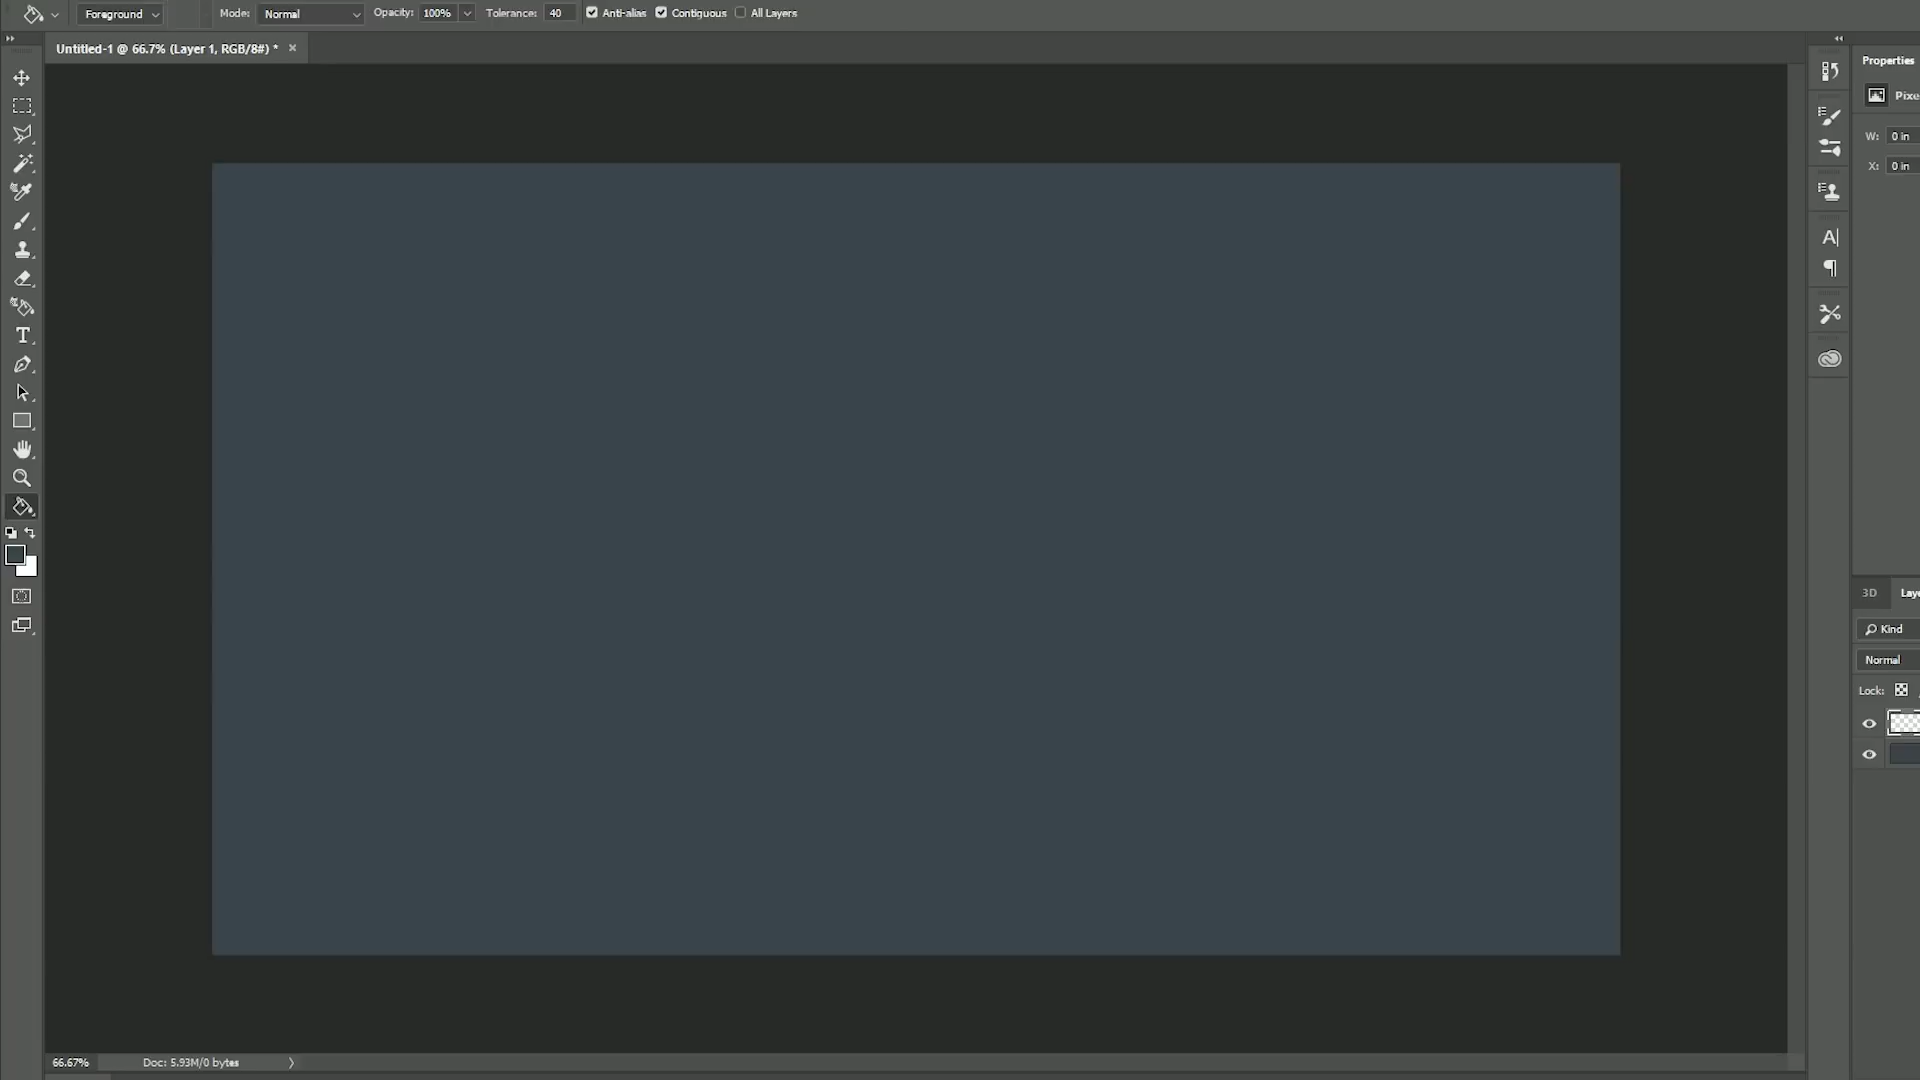 Foreground Mode: Normal Opacity: 100% Tolerance: 40 Anti-alias Contiguous All Layers
Untitled-1 @ 66.7% (Layer 1, RGB/8#) * ×
Properties
Pixe
W: 0 in
X: 0 in
3D Laye
Kind
Normal
Lock:
66.67% Doc: 5.93M/0 bytes